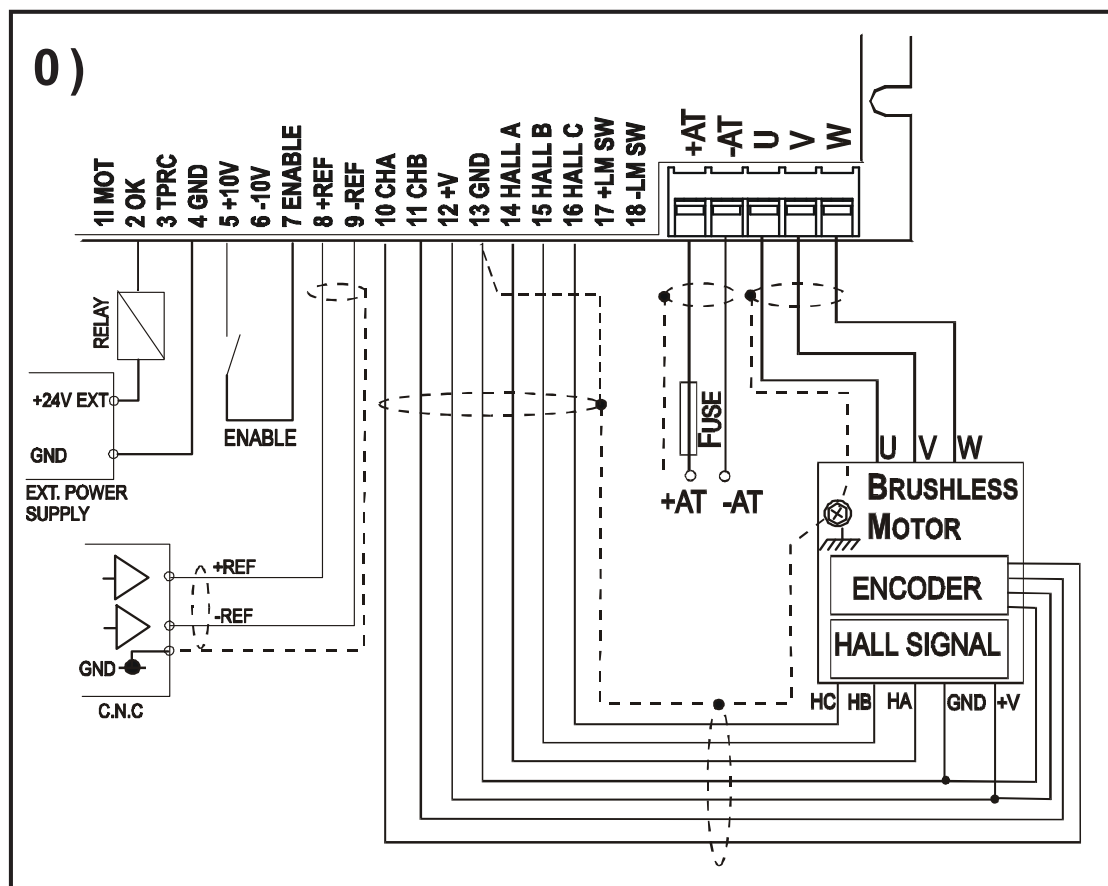 0)
1I MOT
2 OK
3 TPRC
4 GND
5 +10V
6 -10V
7 ENABLE
8 +REF
9 -REF
10 CHA
11 CHB
12 +V
13 GND
14 HALL A
15 HALL B
16 HALL C
17 +LM SW
18 -LM SW
+AT
-AT
U
V
W
RELAY
+24V EXT
GND
EXT. POWER
SUPPLY
ENABLE
FUSE
+AT -AT
U V W
BRUSHLESS
MOTOR
ENCODER
HALL SIGNAL
HC HB HA GND +V
+REF
-REF
GND
C.N.C